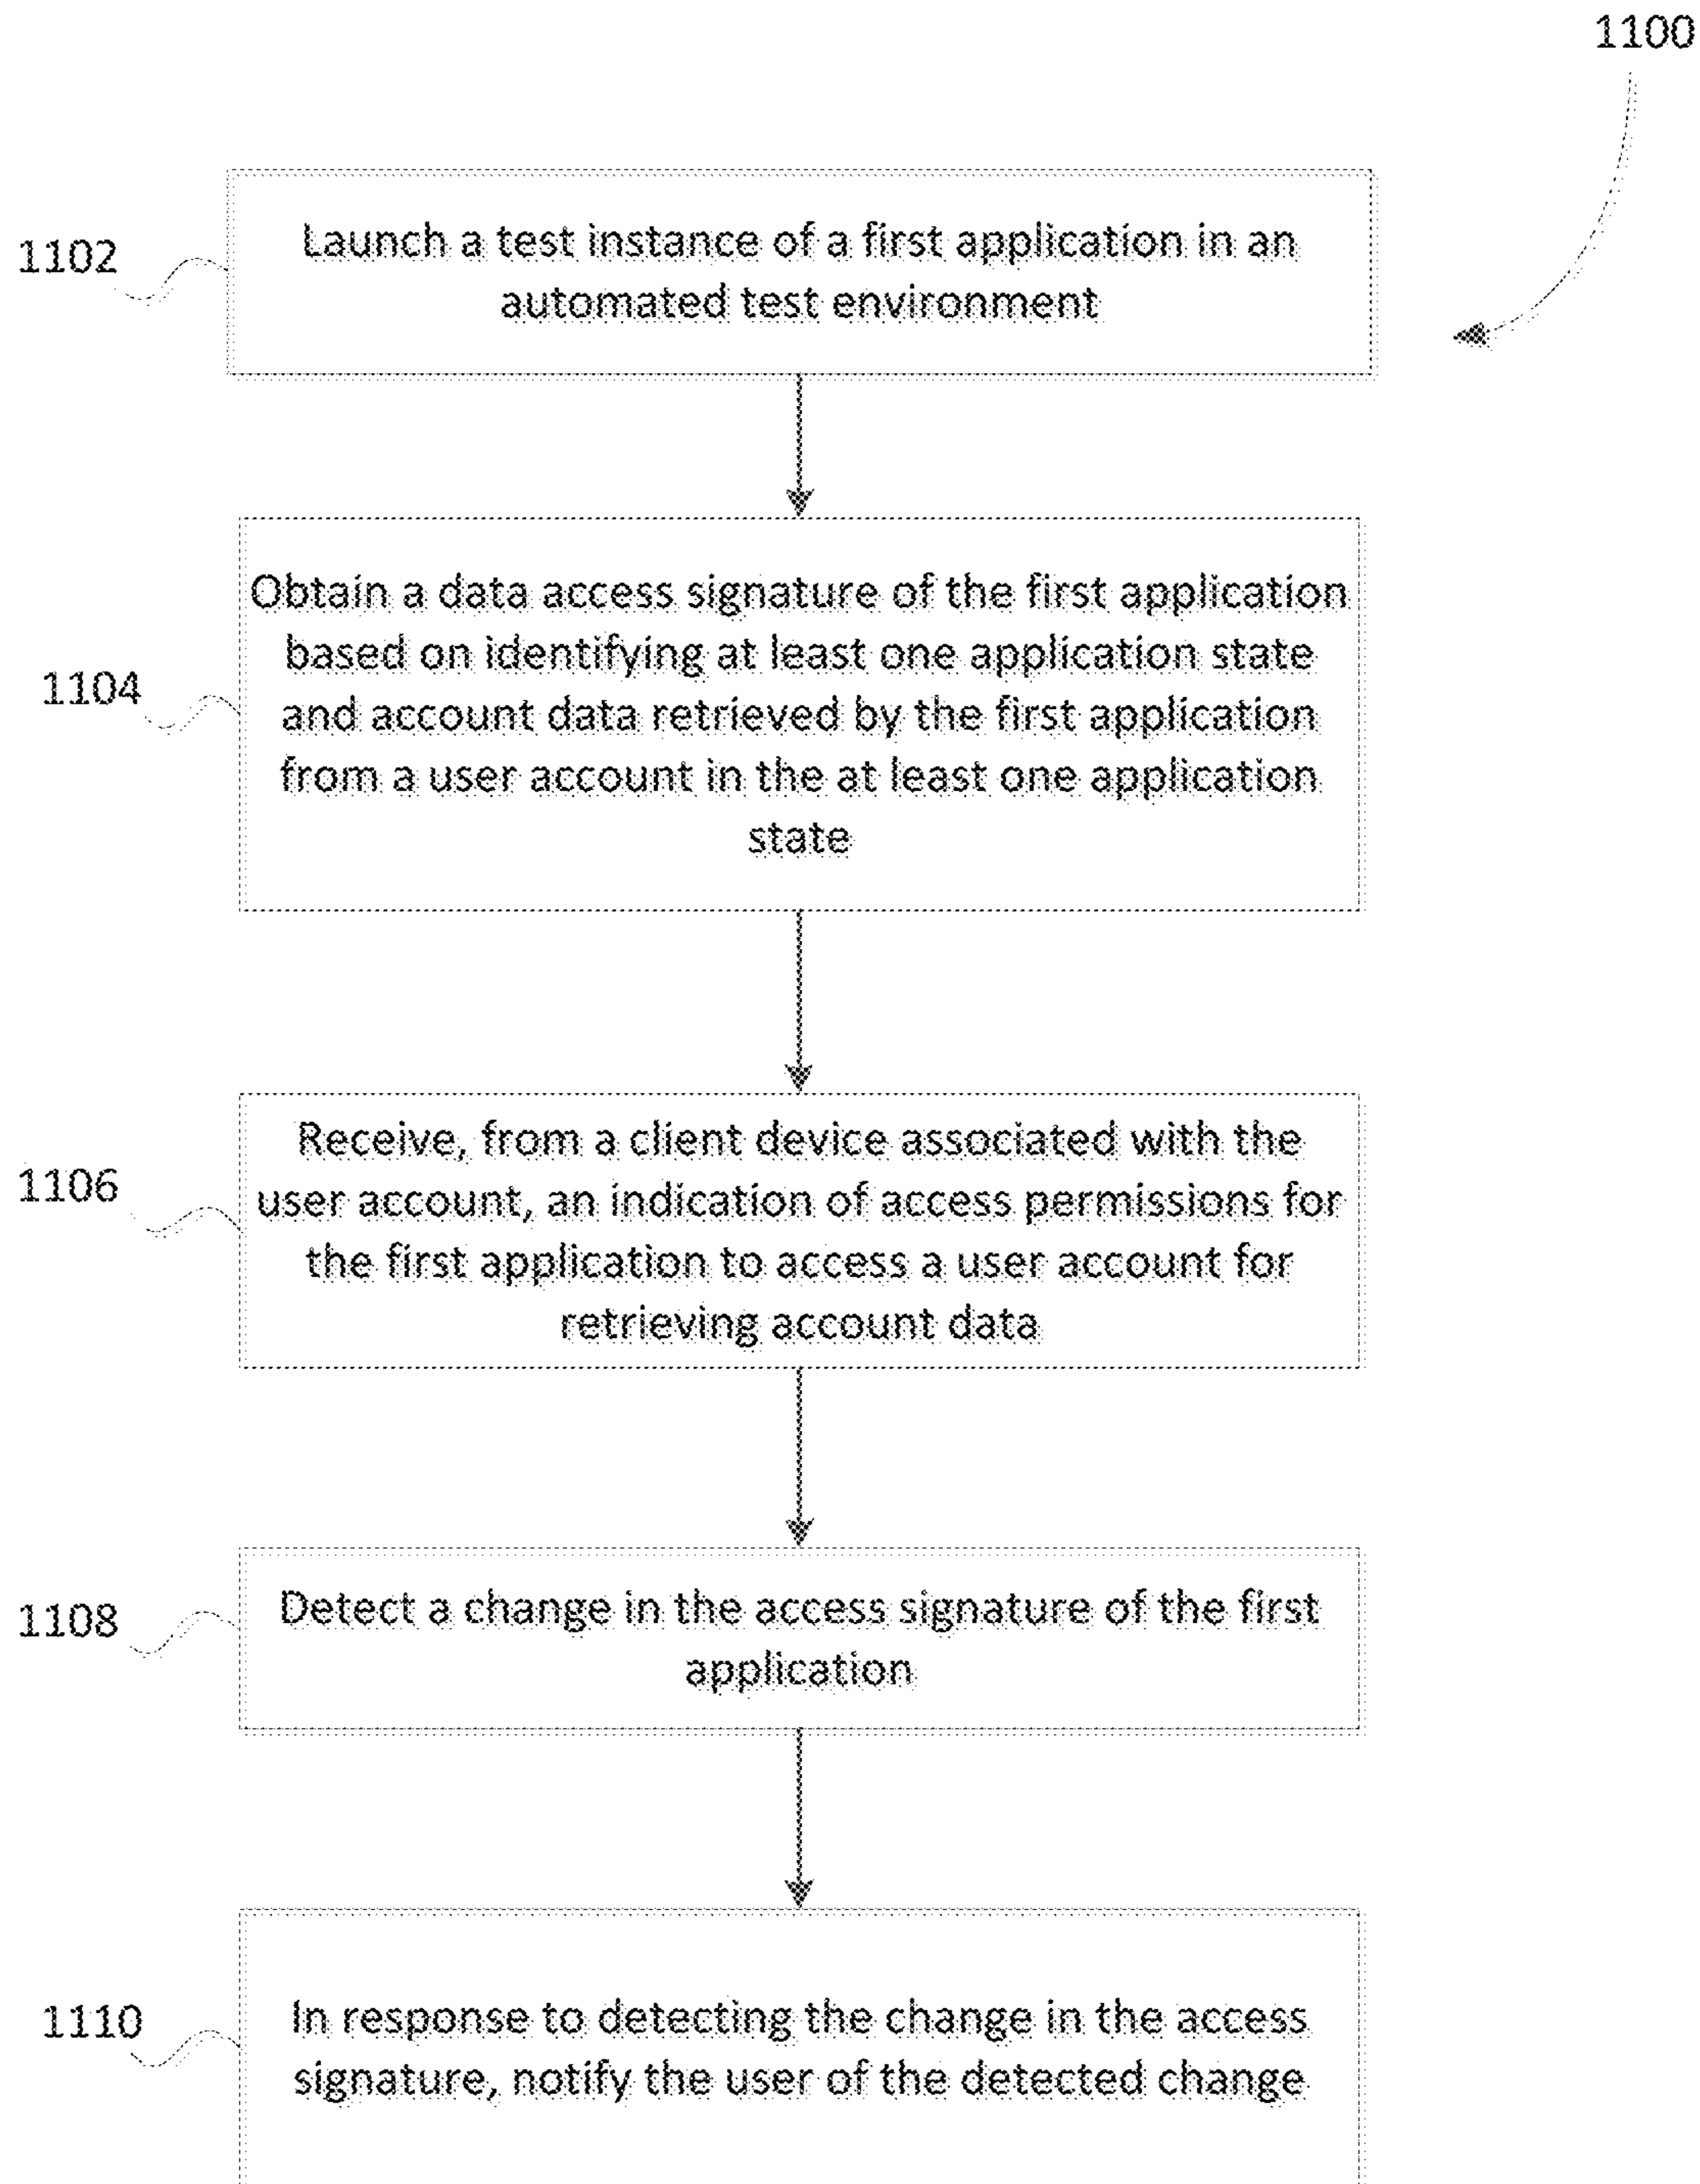 1100
1102
Launch a test instance of a first application in an
automated test environment
1104
Obtain a data access signature of the first application
based on identifying at least one application state
and account data retrieved by the first application
from a user account in the at least one application
state
1106
Receive, from a client device associated with the
user account, an indication of access permissions for
the first application to access a user account for
retrieving account data
1108
Detect a change in the access signature of the first
application
1110
In response to detecting the change in the access
signature, notify the user of the detected change